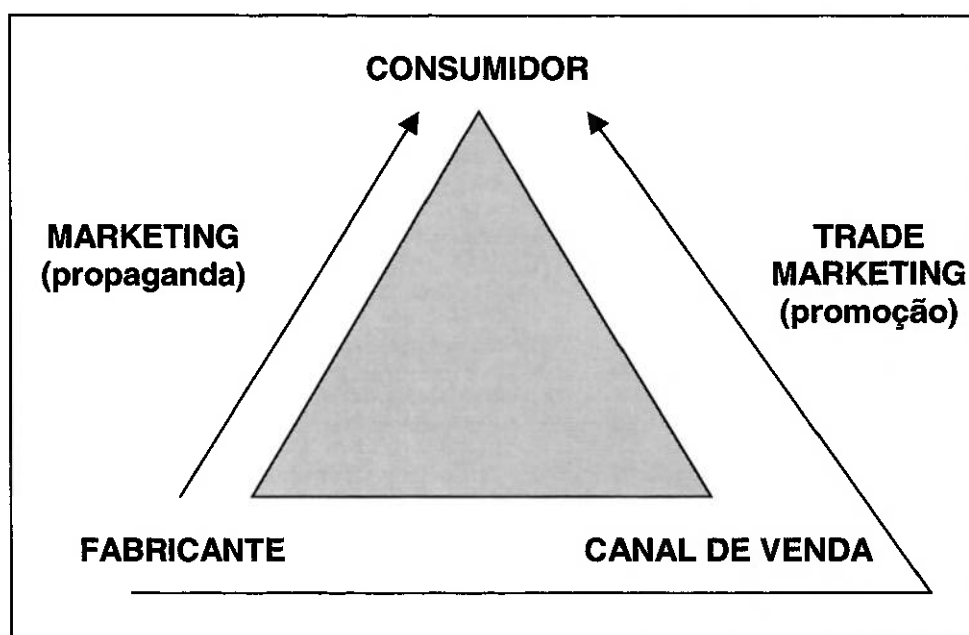 CONSUMIDOR
MARKETING
(propaganda)
TRADE
MARKETING
(promoção)
FABRICANTE
CANAL DE VENDA